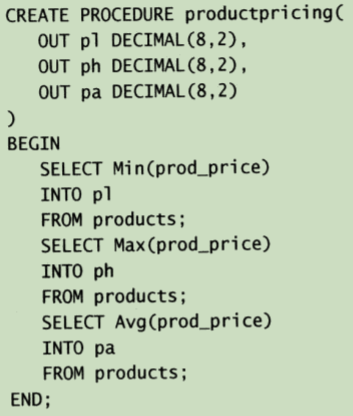 CREATE PROCEDURE productpricing(
OUT pl DECIMAL(8,2),
OUT ph DECIMAL(8,2),
OUT pa DECIMAL(8,2)
)
BEGIN
SELECT Min(prod_price)
INTO pl
FROM products;
SELECT Max(prod_price)
INTO ph
FROM products;
SELECT Avg(prod_price)
INTO pa
FROM products;
END;